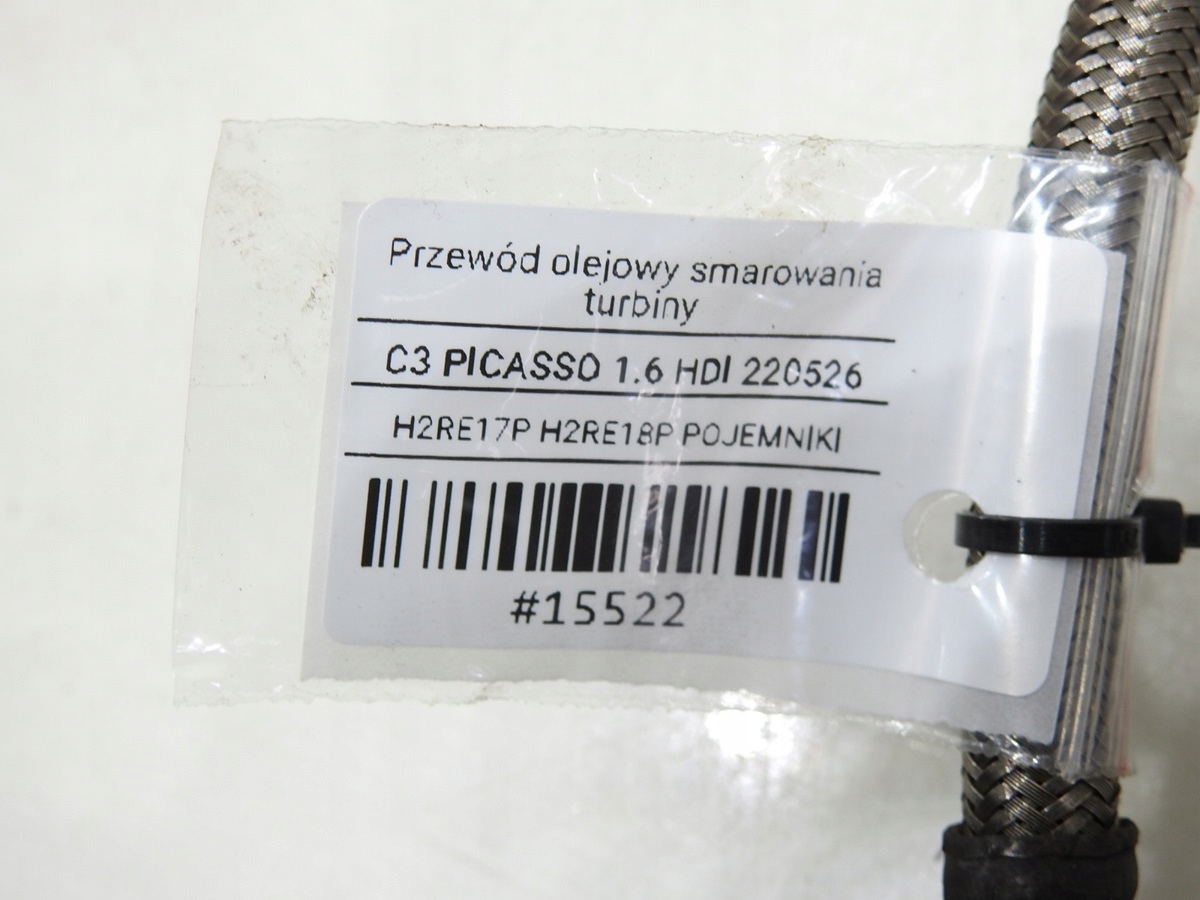 Przewód olejowy smarowania
turbiny
C3 PICASSO 1.6 HDI 220526
H2RE17P H2RE18P POJEMNIKI
#15522